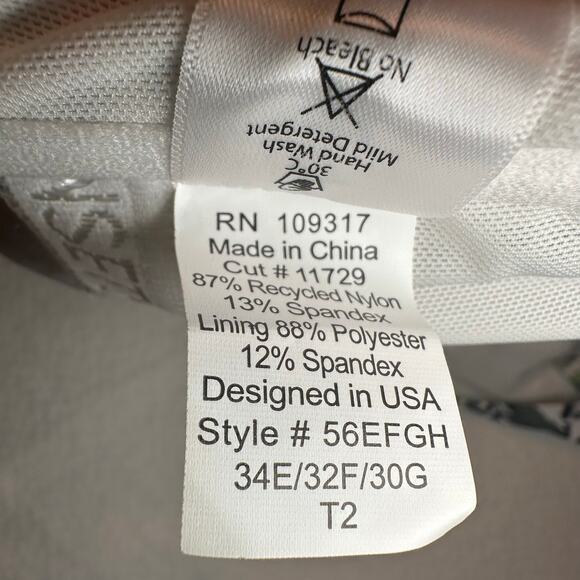 No Bleach
Mild Detergent
Hand Wash
30°C
RN 109317
Made in China
Cut # 11729
87% Recycled Nylon
13% Spandex
Lining 88% Polyester
12% Spandex
Designed in USA
Style # 56EFGH
34E/32F/30G
T2